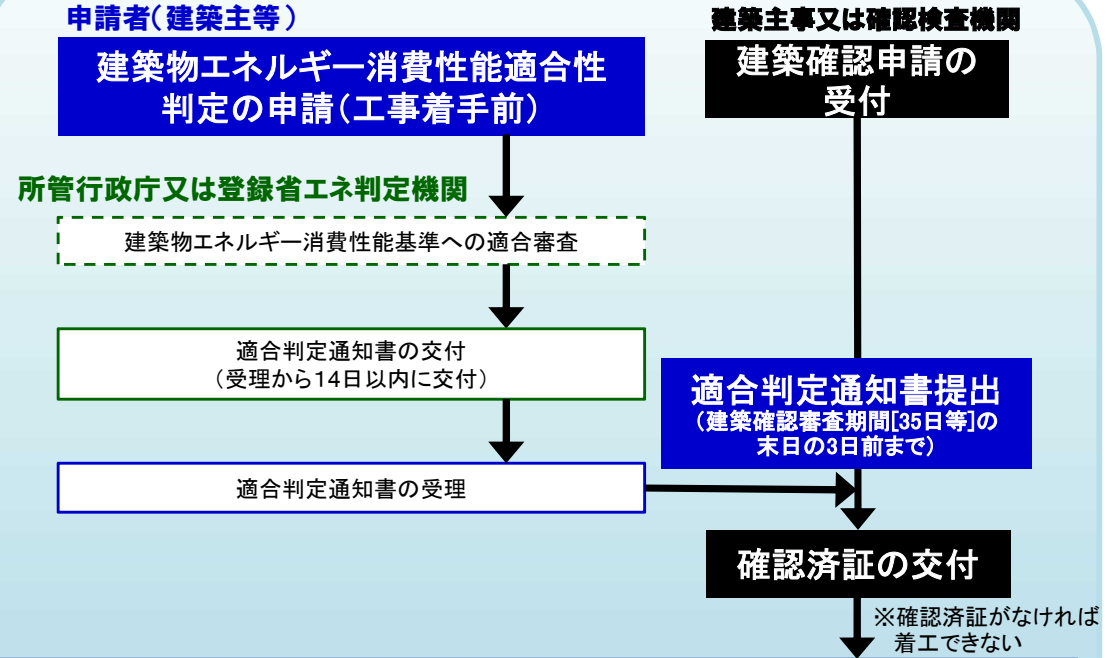 申請者(建築主等)
建築物エネルギー消費性能適合性
判定の申請(工事着手前)
所管行政庁又は登録省エネ判定機関
建築物エネルギー消費性能基準への適合審査
適合判定通知書の交付
(受理から14日以内に交付)
適合判定通知書の受理
建築主事又は確認検査機関
建築確認申請の
受付
適合判定通知書提出
(建築確認審査期間[35日等]の
末日の3日前まで)
確認済証の交付
※確認済証がなければ
着工できない